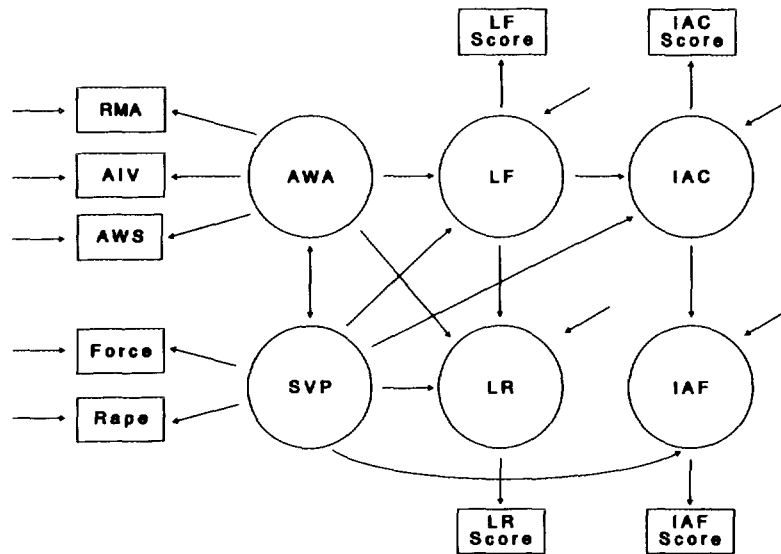 LF
Score
IAC
Score
RMA
AIV
AWS
AWA
LF
IAC
Force
Rape
SVP
LR
IAF
LR
Score
IAF
Score